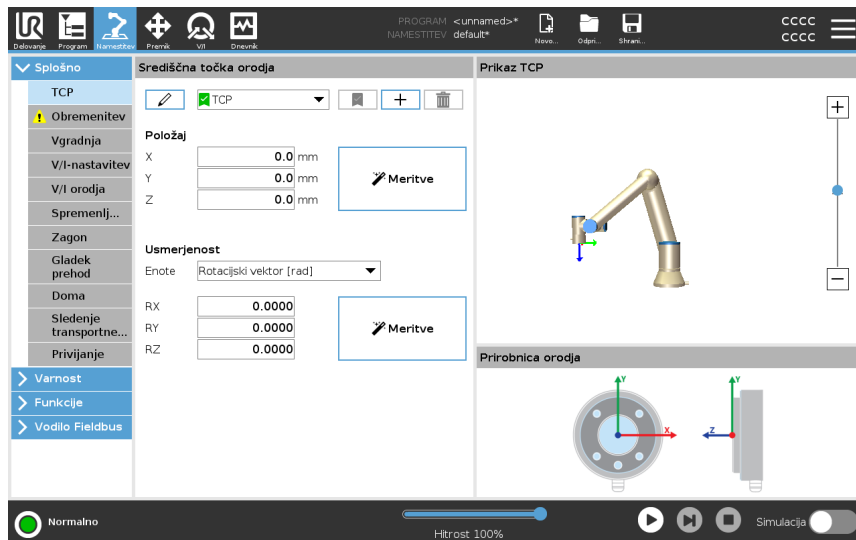 UR
Delovanje
Program
Namestitev
Premik
V/I
Dnevnik
PROGRAM <unnamed>*
NAMESTITEV default*
Novo...
Odpri...
Shrani...
cccc
cccc
Splošno
TCP
Obremenitev
Vgradnja
V/I-nastavitev
V/I orodja
Spremenlj...
Zagon
Gladek
prehod
Doma
Sledenje
transportne...
Privijanje
Varnost
Funkcije
Vodilo Fieldbus
Središčna točka orodja
TCP
Položaj
X 0.0 mm
Y 0.0 mm
Z 0.0 mm
Meritve
Usmerjenost
Enote Rotacijski vektor [rad]
RX 0.0000
RY 0.0000
RZ 0.0000
Meritve
Prikaz TCP
Prirobnica orodja
Y
X
Y
Z
Normalno
Hitrost 100%
Simulacija